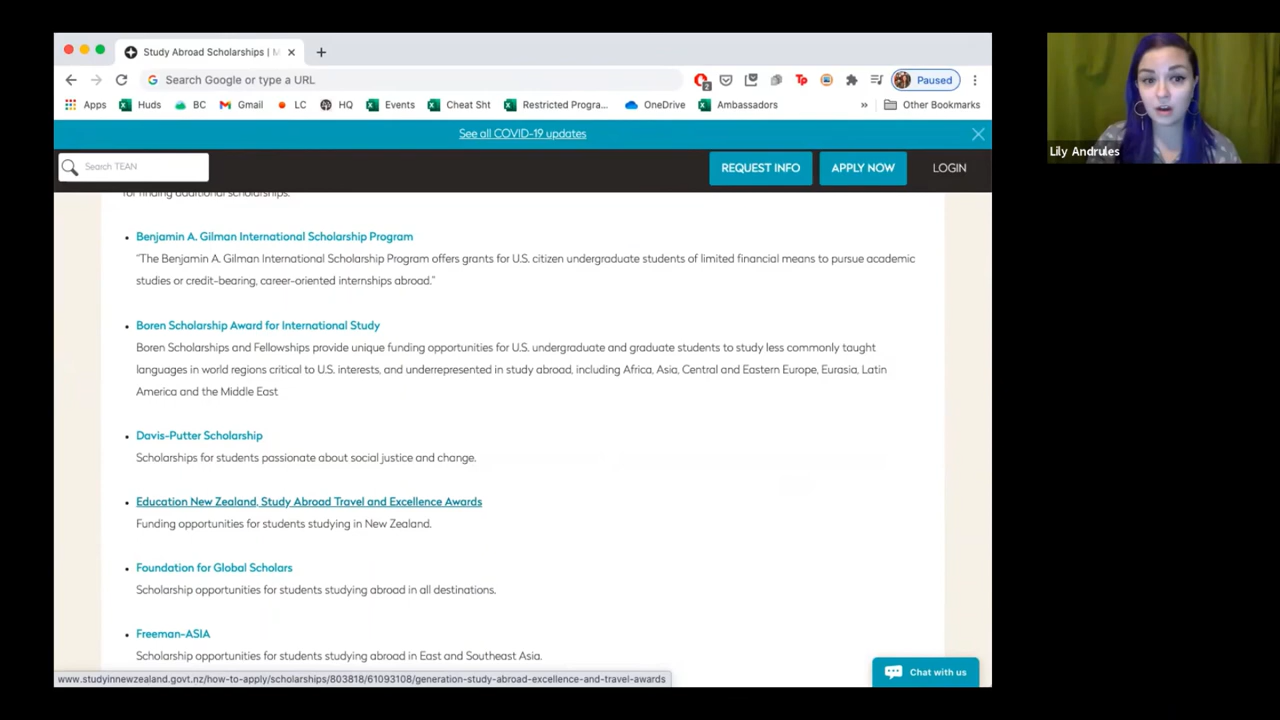 Study Abroad Scholarships | M
Search Google or type a URL
2
Tp
Paused
Apps
Huds
BC
Gmail
LC
HQ
Events
Cheat Sht
Restricted Progra...
OneDrive
Ambassadors
»
Other Bookmarks
See all COVID-19 updates
Search TEAN
REQUEST INFO
APPLY NOW
LOGIN
for finding additional scholarships.
• Benjamin A. Gilman International Scholarship Program
“The Benjamin A. Gilman International Scholarship Program offers grants for U.S. citizen undergraduate students of limited financial means to pursue academic
studies or credit-bearing, career-oriented internships abroad.”
• Boren Scholarship Award for International Study
Boren Scholarships and Fellowships provide unique funding opportunities for U.S. undergraduate and graduate students to study less commonly taught
languages in world regions critical to U.S. interests, and underrepresented in study abroad, including Africa, Asia, Central and Eastern Europe, Eurasia, Latin
America and the Middle East
• Davis-Putter Scholarship
Scholarships for students passionate about social justice and change.
• Education New Zealand. Study Abroad Travel and Excellence Awards
Funding opportunities for students studying in New Zealand.
• Foundation for Global Scholars
Scholarship opportunities for students studying abroad in all destinations.
• Freeman-ASIA
Scholarship opportunities for students studying abroad in East and Southeast Asia.
www.studyinnewzealand.govt.nz/how-to-apply/scholarships/803818/61093108/generation-study-abroad-excellence-and-travel-awards
Chat with us
Lily Andrules